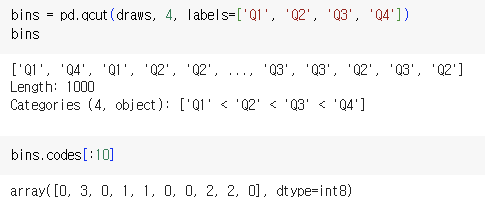 bins = pd.qcut(draws, 4, labels=['Q1', 'Q2', 'Q3', 'Q4'])
bins
['Q1', 'Q4', 'Q1', 'Q2', 'Q2', ..., 'Q3', 'Q3', 'Q2', 'Q3', 'Q2']
Length: 1000
Categories (4, object): ['Q1' < 'Q2' < 'Q3' < 'Q4']
bins.codes[:10]
array([0, 3, 0, 1, 1, 0, 0, 2, 2, 0], dtype=int8)